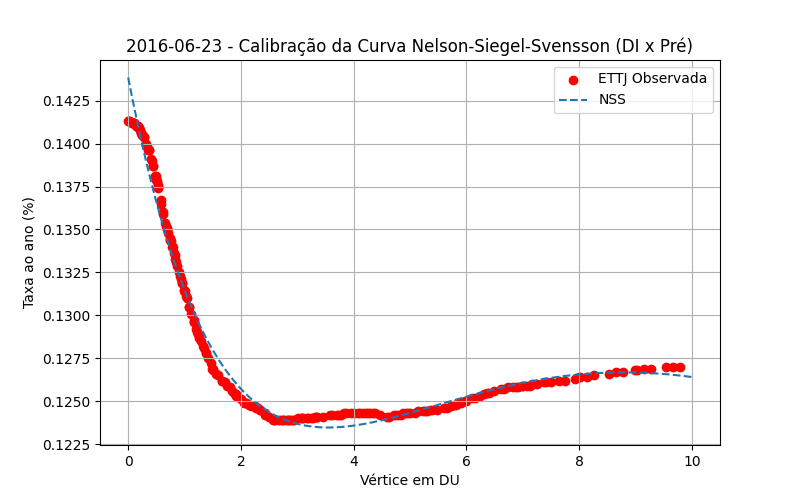 2016-06-23 - Calibração da Curva Nelson-Siegel-Svensson (DI x Pré)
ETTJ Observada
NSS
Taxa ao ano (%)
0.1425
0.1400
0.1375
0.1350
0.1325
0.1300
0.1275
0.1250
0.1225
0 2 4 6 8 10
Vértice em DU